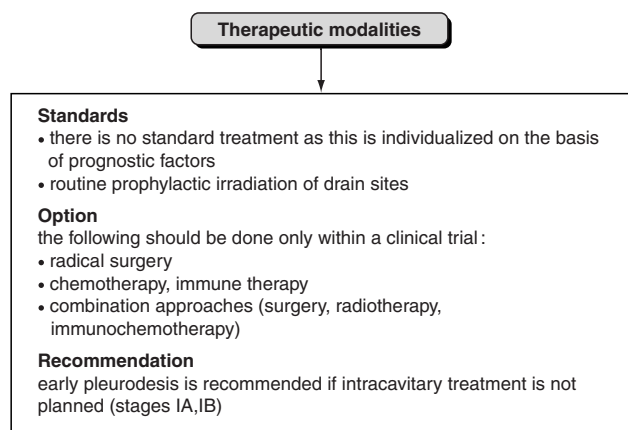 Therapeutic modalities
Standards
• there is no standard treatment as this is individualized on the basis
of prognostic factors
• routine prophylactic irradiation of drain sites
Option
the following should be done only within a clinical trial:
• radical surgery
• chemotherapy, immune therapy
• combination approaches (surgery, radiotherapy,
immunochemotherapy)
Recommendation
early pleurodesis is recommended if intracavitary treatment is not
planned (stages IA,IB)